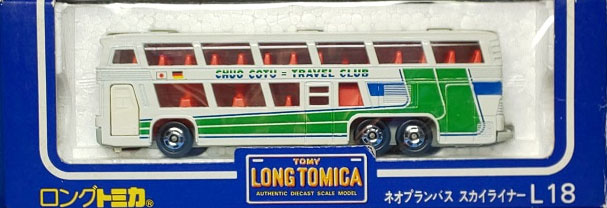 CHUO COTU = TRAVEL CLUB
TOMY
LONG TOMICA
AUTHENTIC DIECAST SCALE MODEL
ロングトミカ®
ネオプランバス スカイライナー L18